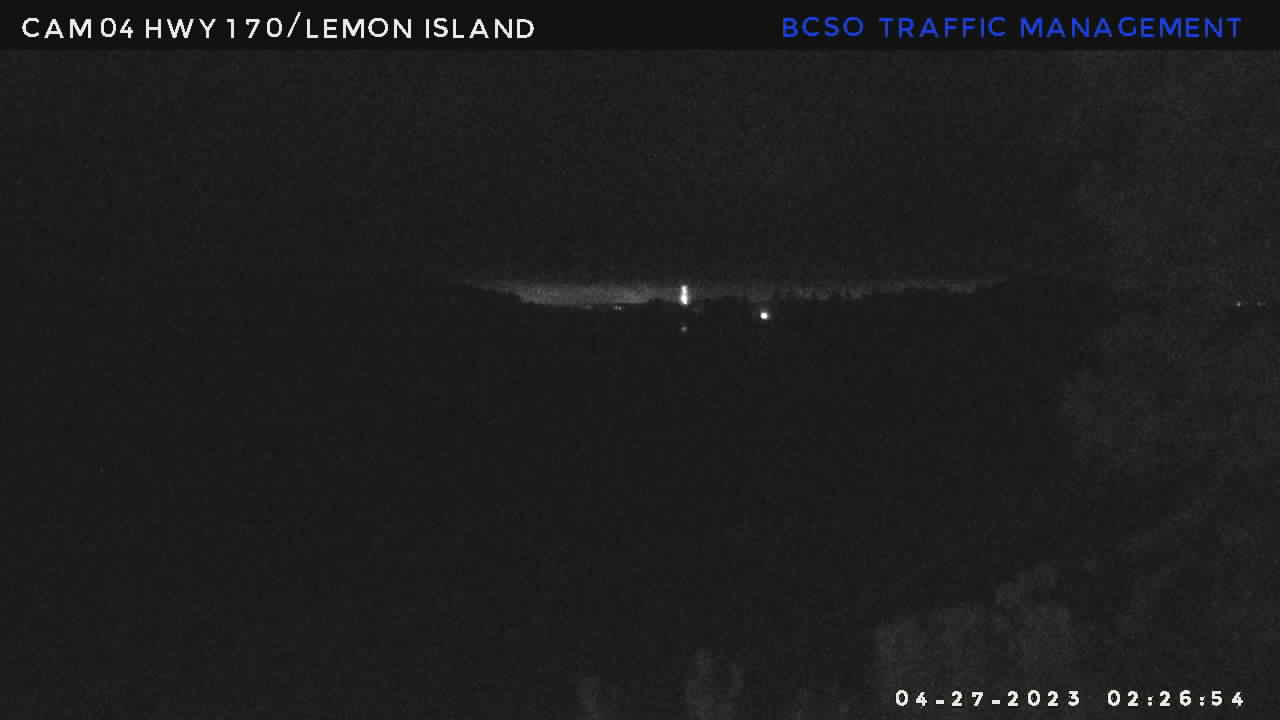 CAM04 HWY 170/LEMON ISLAND
BCSO TRAFFIC MANAGEMENT
04-27-2023 02:26:54